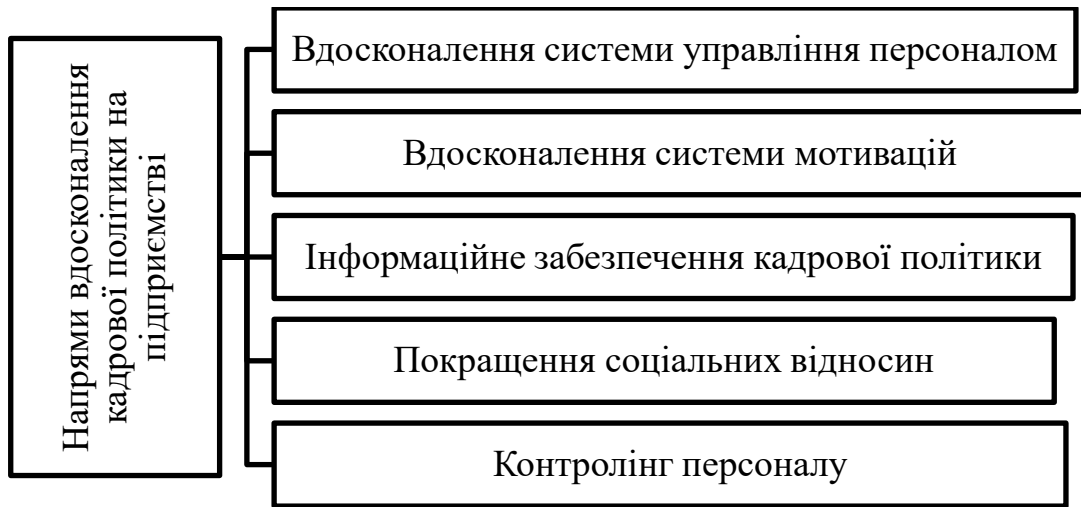 Напрями вдосконалення
кадрової політики на
підприємстві
Вдосконалення системи управління персоналом
Вдосконалення системи мотивацій
Інформаційне забезпечення кадрової політики
Покращення соціальних відносин
Контролінг персоналу